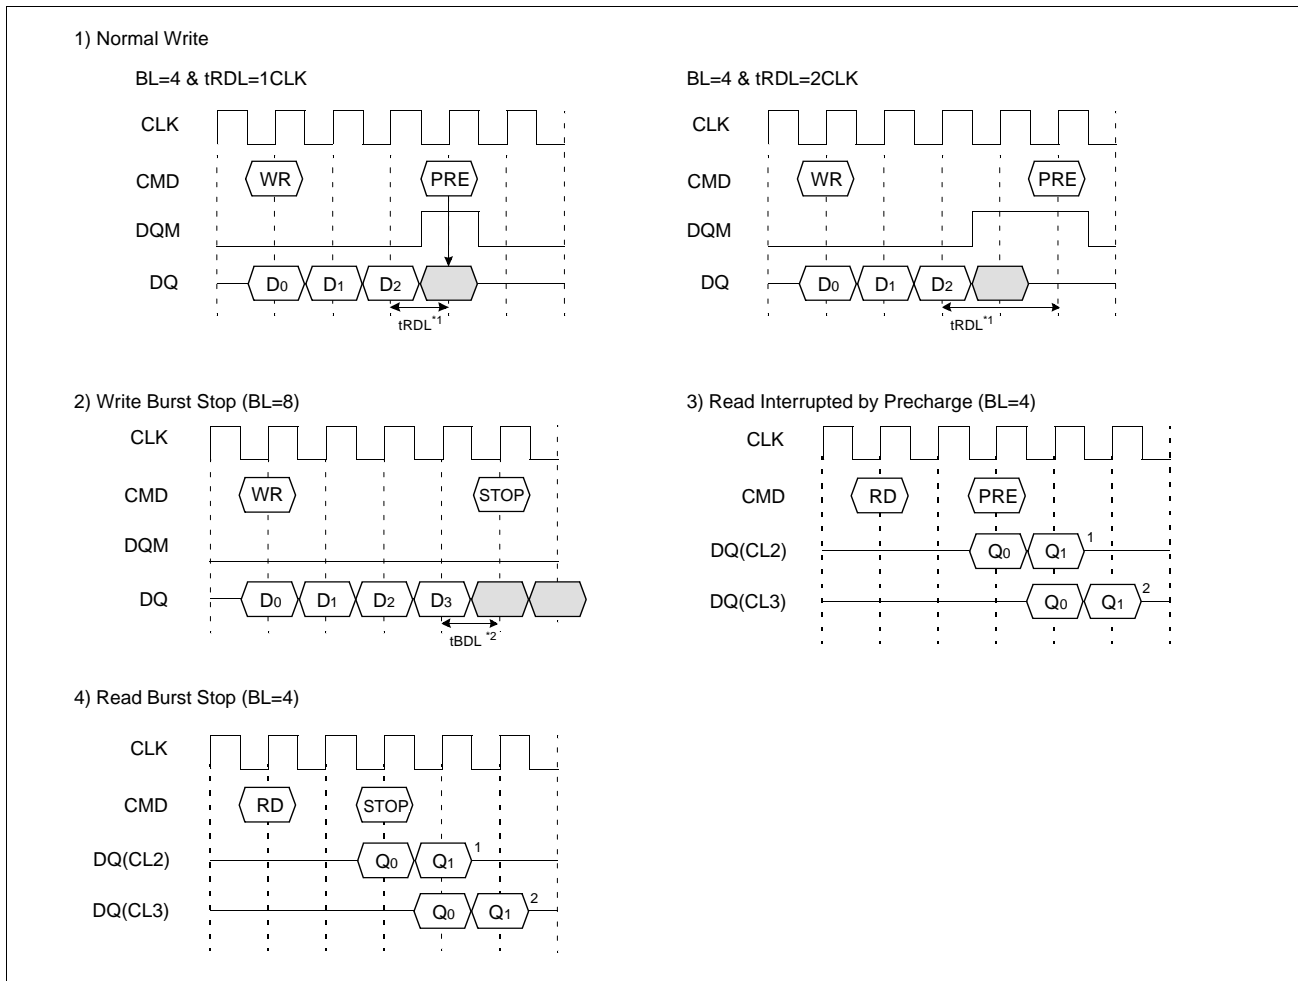 1) Normal Write
BL=4 & tRDL=1CLK
CLK
CMD WR PRE
DQM
DQ D0 D1 D2
tRDL*1
BL=4 & tRDL=2CLK
CLK
CMD WR PRE
DQM
DQ D0 D1 D2
tRDL*1
2) Write Burst Stop (BL=8)
CLK
CMD WR STOP
DQM
DQ D0 D1 D2 D3
tBDL *2
3) Read Interrupted by Precharge (BL=4)
CLK
CMD RD PRE
DQ(CL2) Q0 Q1 1
DQ(CL3) Q0 Q1 2
4) Read Burst Stop (BL=4)
CLK
CMD RD STOP
DQ(CL2) Q0 Q1 1
DQ(CL3) Q0 Q1 2